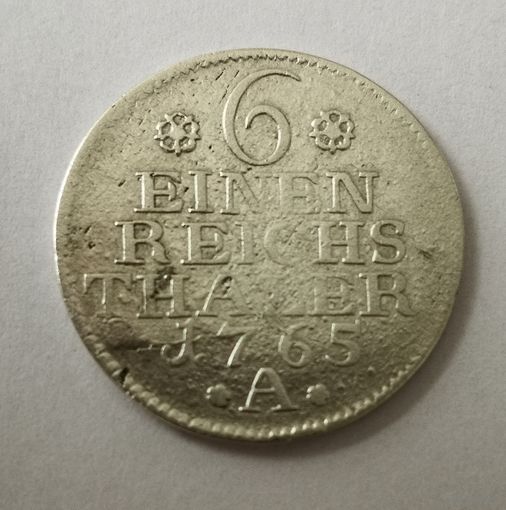 6
EINEN
REICHS
THALER
1765
A